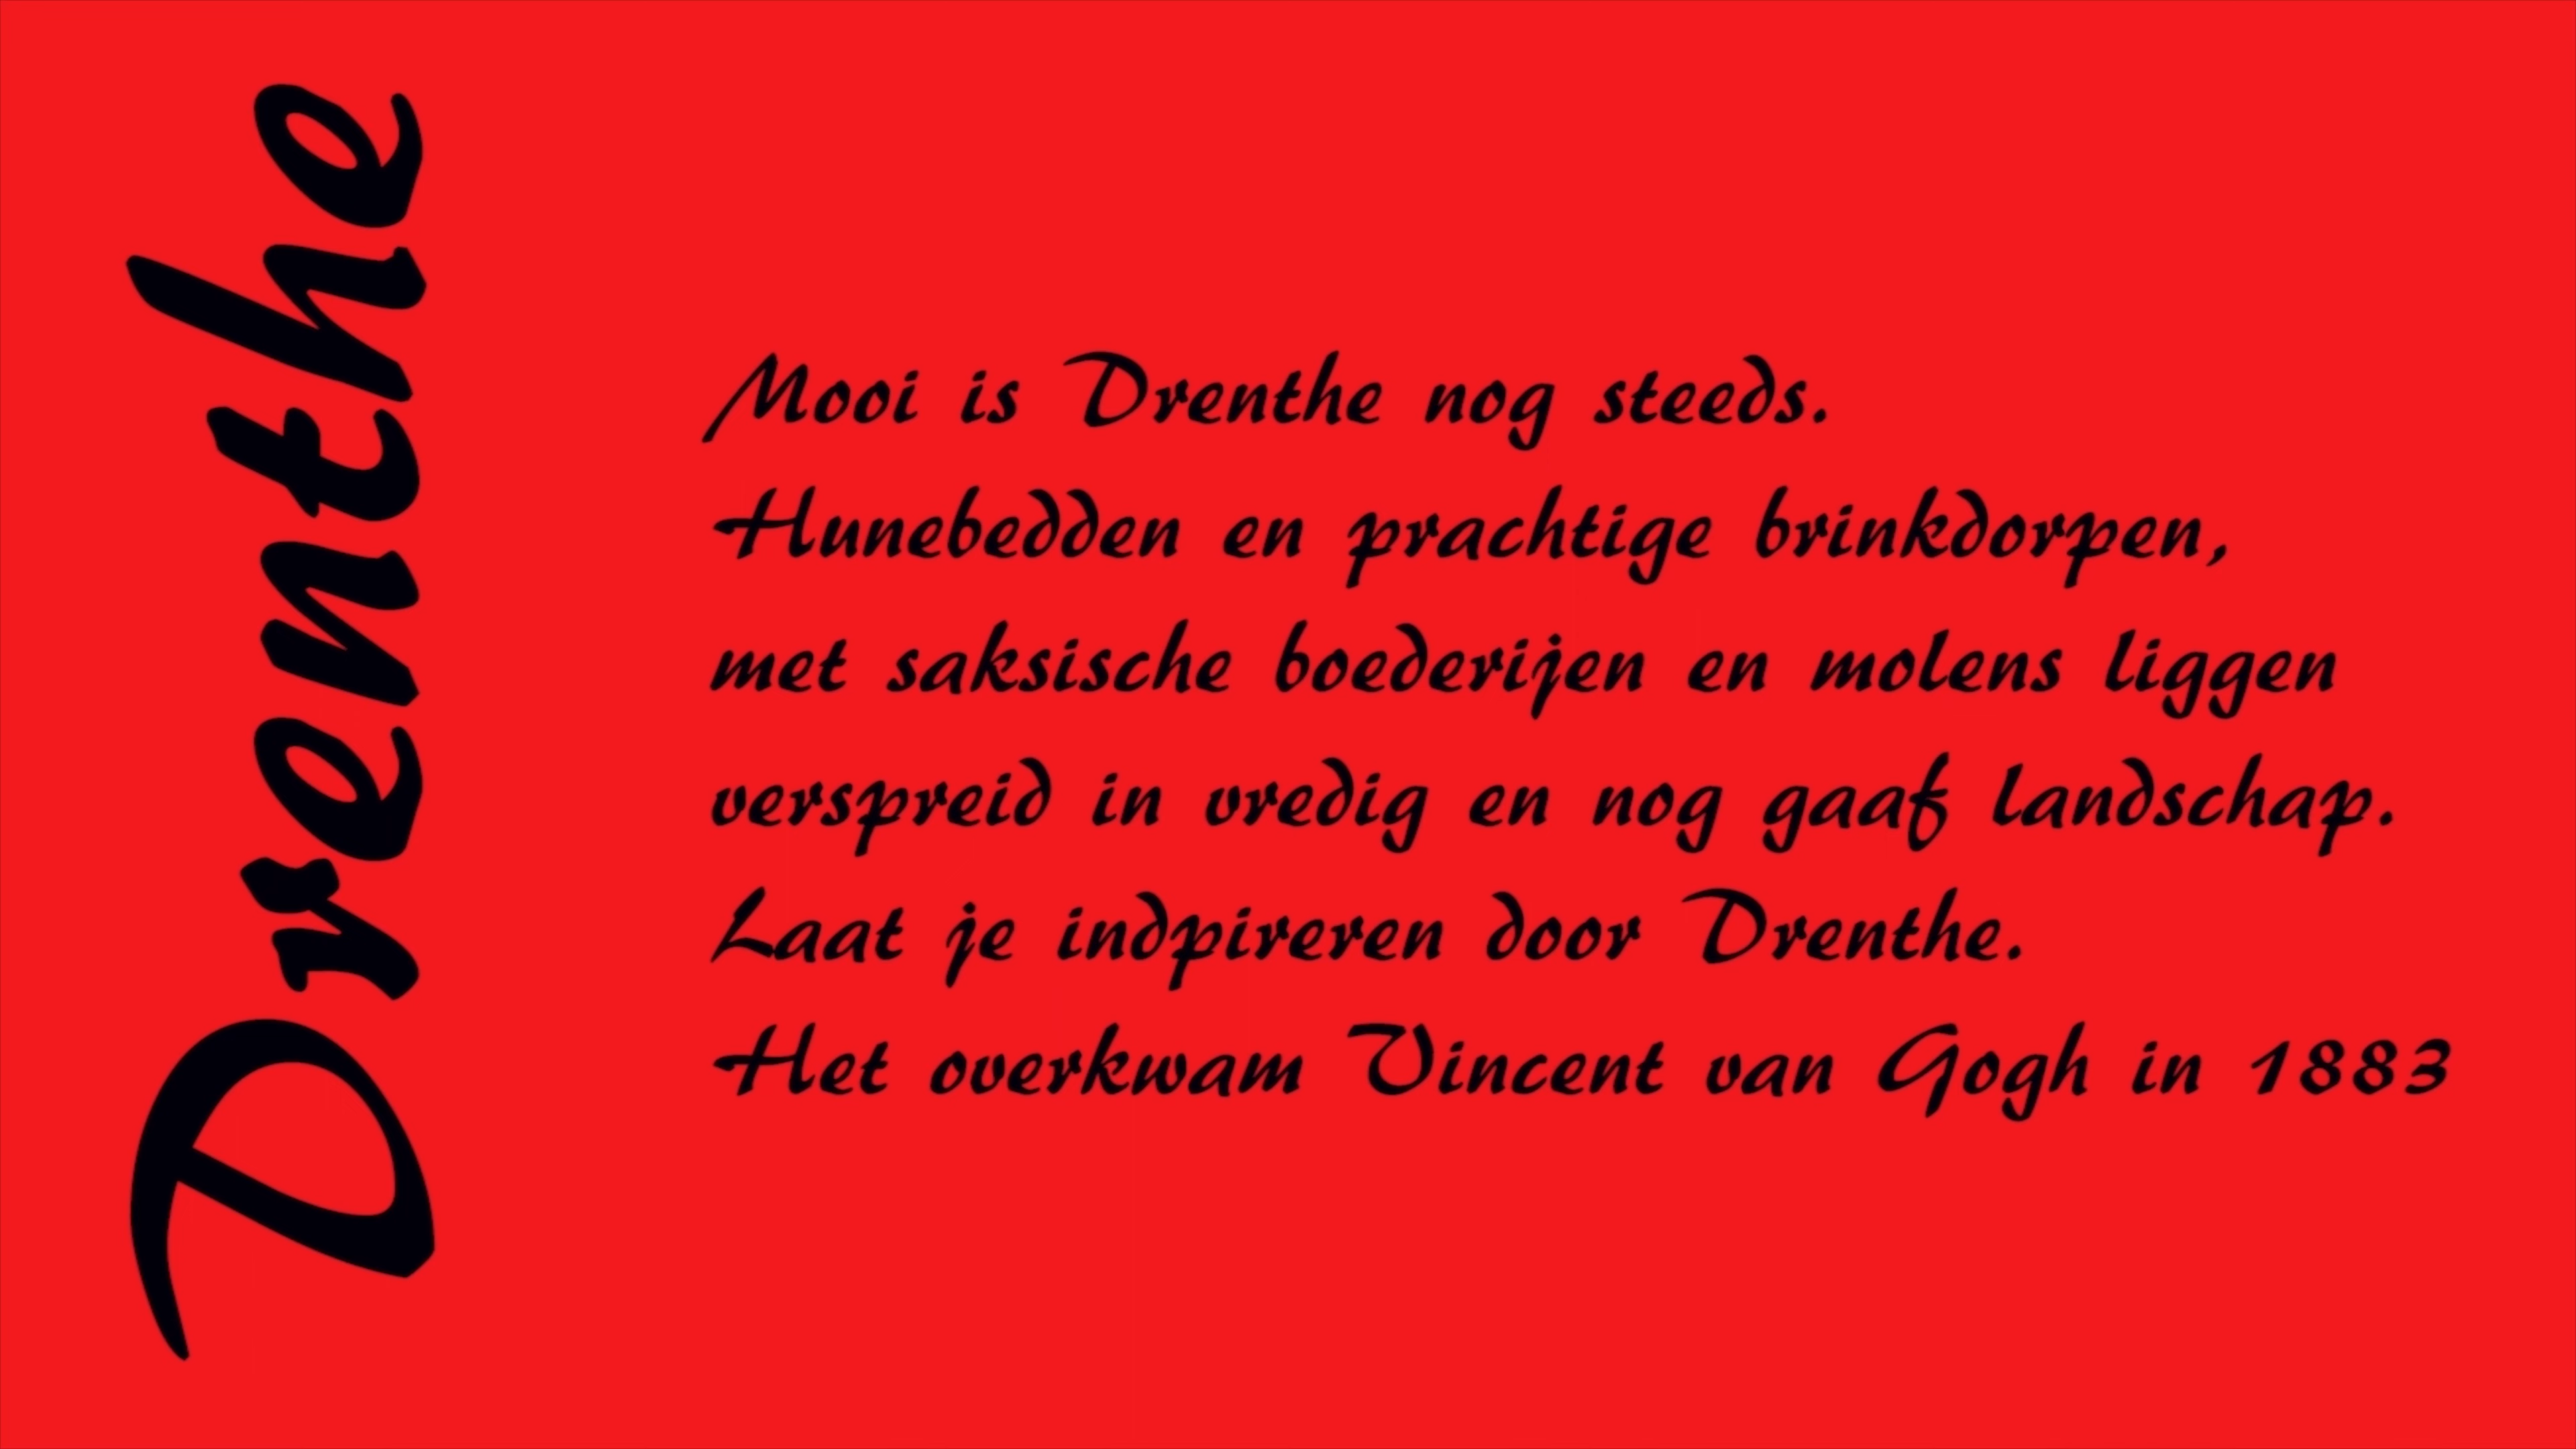 Drenthe
Mooi is Drenthe nog steeds.
Hunebedden en prachtige brinkdorpen,
met saksische boederijen en molens liggen
verspreid in vredig en nog gaaf landschap.
Laat je indpireren door Drenthe.
Het overkwam Vincent van Gogh in 1883